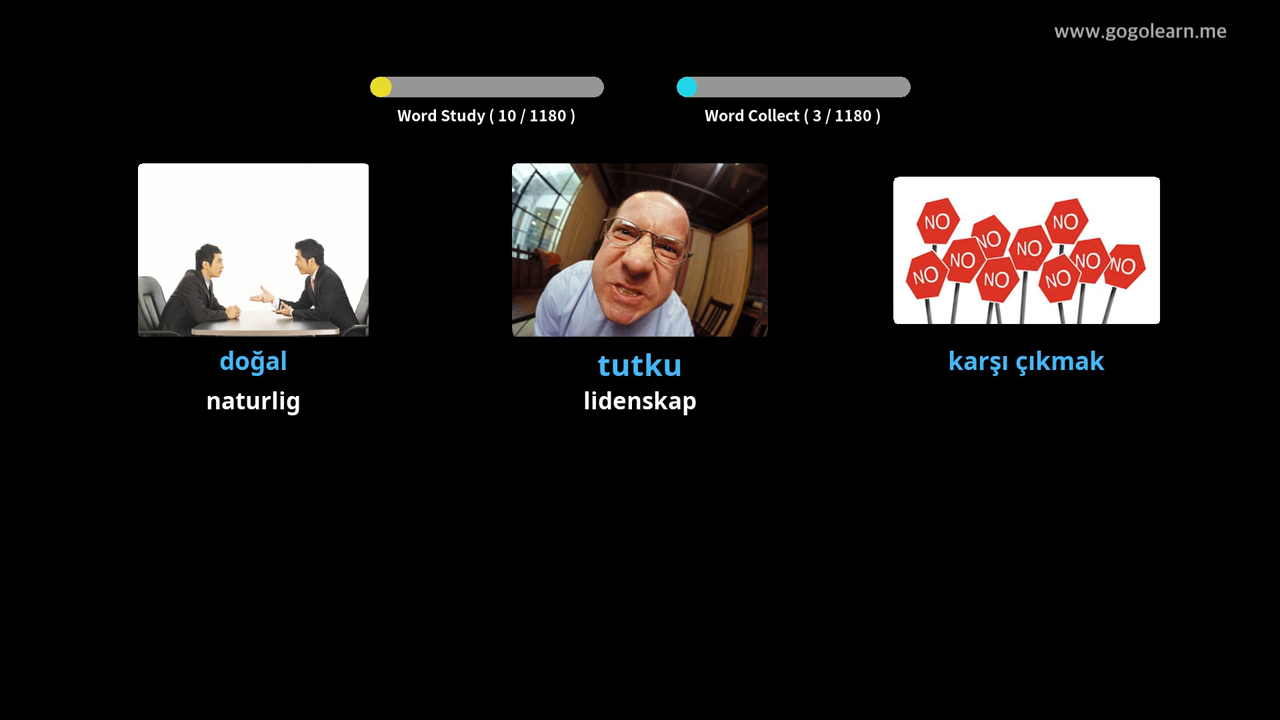 www.gogolearn.me
Word Study ( 10 / 1180 )
Word Collect ( 3 / 1180 )
NO
NO
NO
NO
NO
NO
NO
NO
NO
NO
doğal
naturlig
tutku
lidenskap
karşı çıkmak